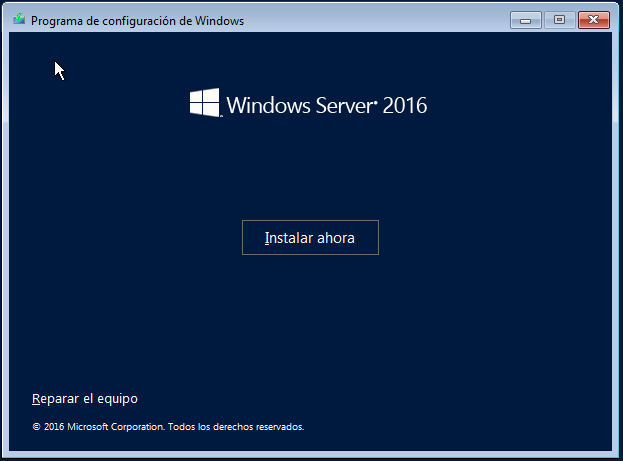 Programa de configuración de Windows
Windows Server® 2016
Instalar ahora
Reparar el equipo
© 2016 Microsoft Corporation. Todos los derechos reservados.